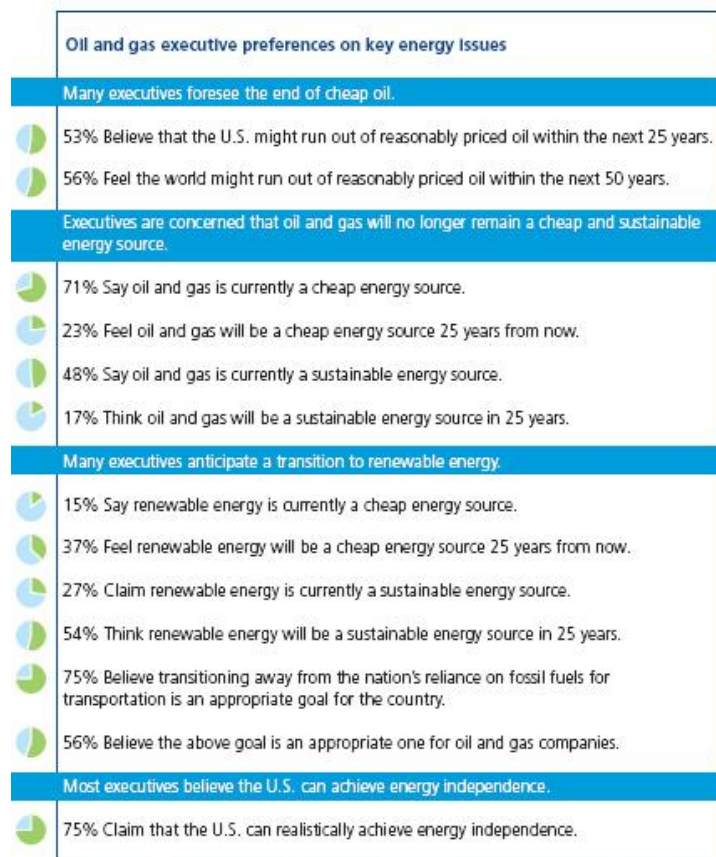 Oil and gas executive preferences on key energy issues
Many executives foresee the end of cheap oil.
53% Believe that the U.S. might run out of reasonably priced oil within the next 25 years.
56% Feel the world might run out of reasonably priced oil within the next 50 years.
Executives are concerned that oil and gas will no longer remain a cheap and sustainable
energy source.
71% Say oil and gas is currently a cheap energy source.
23% Feel oil and gas will be a cheap energy source 25 years from now.
48% Say oil and gas is currently a sustainable energy source.
17% Think oil and gas will be a sustainable energy source in 25 years.
Many executives anticipate a transition to renewable energy.
15% Say renewable energy is currently a cheap energy source.
37% Feel renewable energy will be a cheap energy source 25 years from now.
27% Claim renewable energy is currently a sustainable energy source.
54% Think renewable energy will be a sustainable energy source in 25 years.
75% Believe transitioning away from the nation's reliance on fossil fuels for
transportation is an appropriate goal for the country.
56% Believe the above goal is an appropriate one for oil and gas companies.
Most executives believe the U.S. can achieve energy independence.
75% Claim that the U.S. can realistically achieve energy independence.